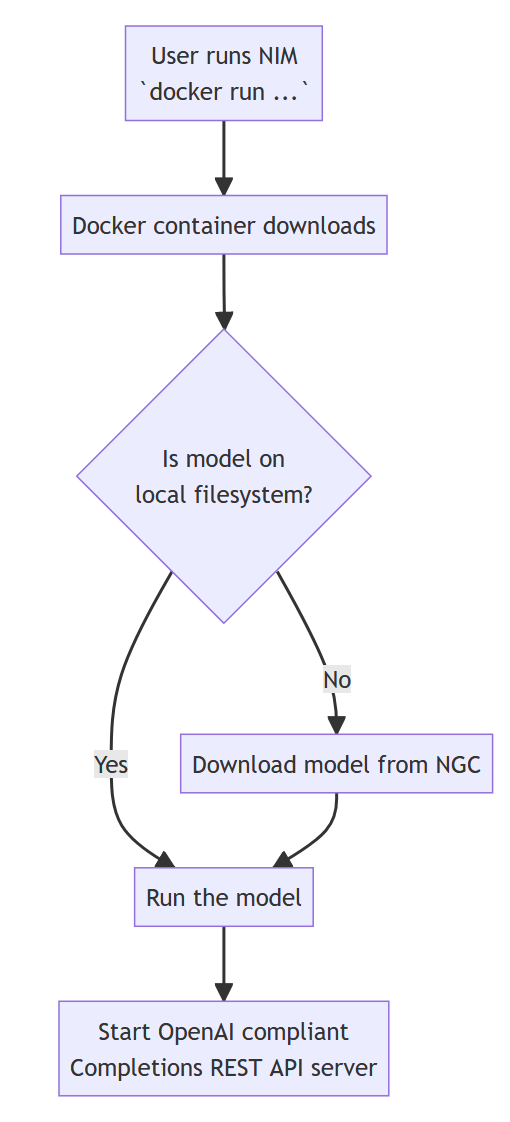 User runs NIM
`docker run ...`
Docker container downloads
Is model on
local filesystem?
No
Yes
Download model from NGC
Run the model
Start OpenAI compliant
Completions REST API server